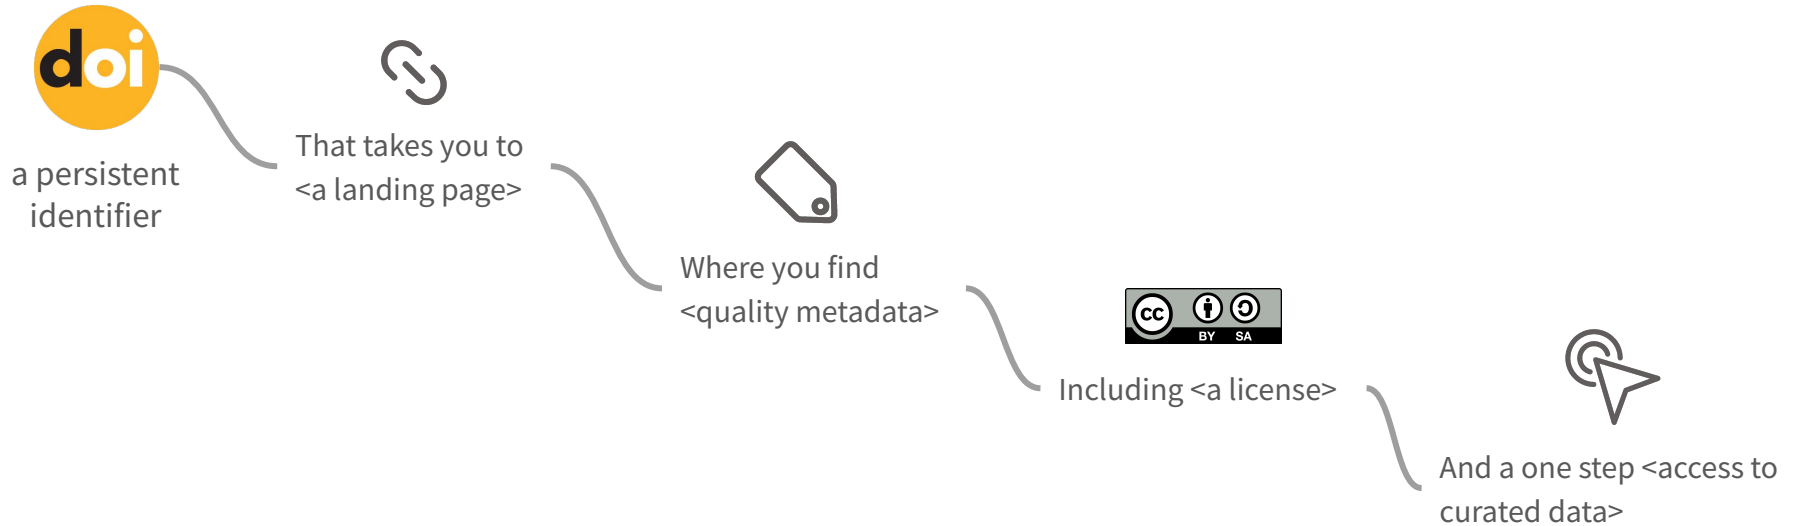 doi
a persistent
identifier
That takes you to
<a landing page>
Where you find
<quality metadata>
cc
BY SA
Including <a license>
And a one step <access to
curated data>